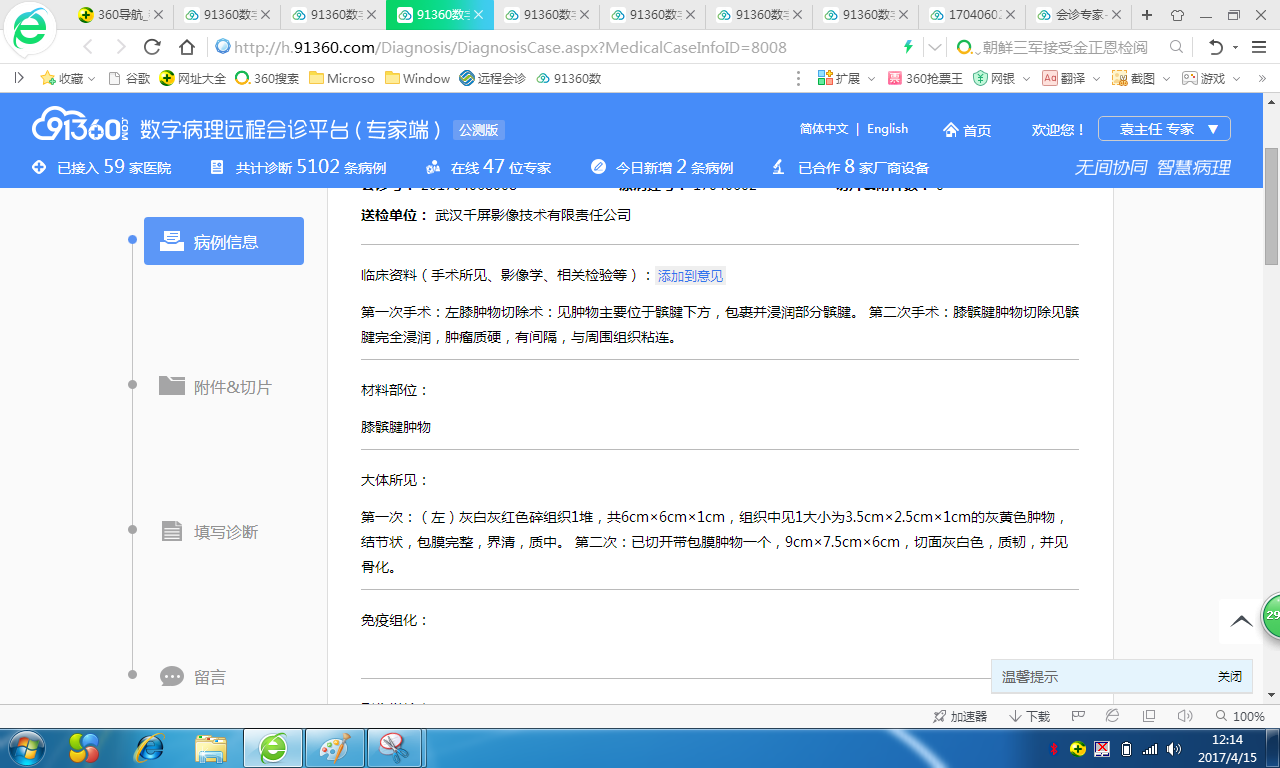 360导航_
91360数字
91360数字
91360数字
91360数字
91360数字
91360数字
91360数字
1704060
会诊专家-
http://h.91360.com/Diagnosis/DiagnosisCase.aspx?MedicalCaseInfoId=8008
朝鲜三军接受金正恩检阅
收藏
谷歌
网址大全
360搜索
Microso
Window
远程会诊
91360数
扩展
360抢票王
网银
Aa 翻译
截图
游戏
91360.COM 数字病理远程会诊平台(专家端) 公测版
简体中文 | English
首页
欢迎您！
袁主任 专家
已接入 59 家医院
共计诊断 5102 条病例
在线 47 位专家
今日新增 2 条病例
已合作 8 家厂商设备
无间协同 智慧病理
送检单位： 武汉千屏影像技术有限责任公司
病例信息
临床资料（手术所见、影像学、相关检验等）：添加到意见
第一次手术：左膝肿物切除术：见肿物主要位于髌腱下方，包裹并浸润部分髌腱。 第二次手术：膝髌腱肿物切除见髌
腱完全浸润，肿瘤质硬，有间隔，与周围组织粘连。
附件&切片
材料部位：
膝髌腱肿物
大体所见：
第一次：（左）灰白灰红色碎组织1堆，共6cm×6cm×1cm，组织中见1大小为3.5cm×2.5cm×1cm的灰黄色肿物，
结节状，包膜完整，界清，质中。 第二次：已切开带包膜肿物一个，9cm×7.5cm×6cm，切面灰白色，质韧，并见
骨化。
填写诊断
免疫组化：
29
留言
温馨提示
关闭
加速器
下载
100%
12:14
2017/4/15